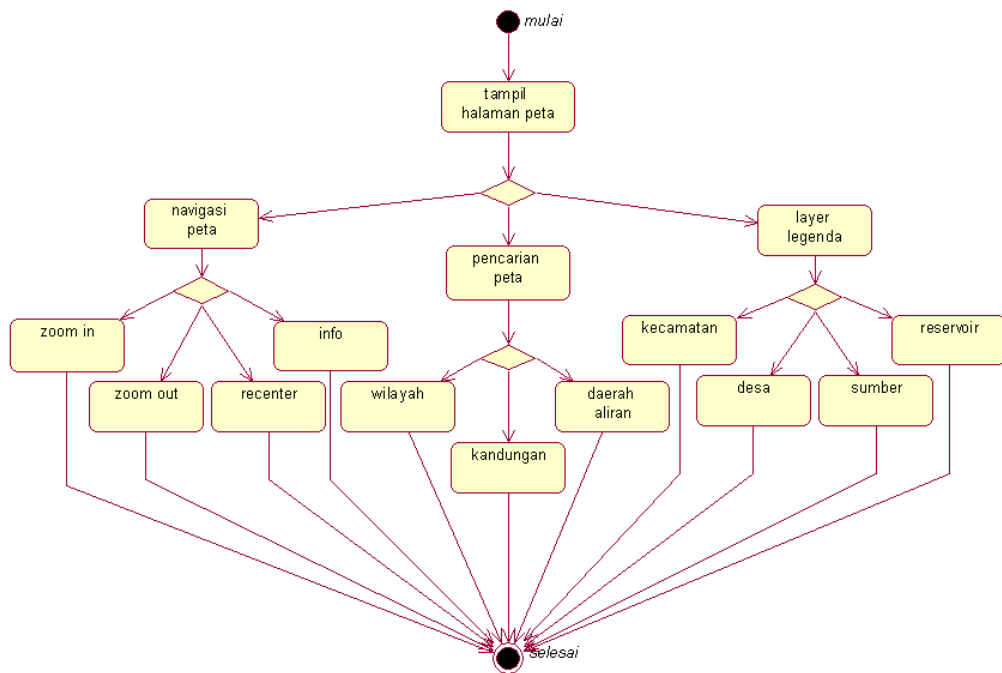 mulai
tampil
halaman peta
navigasi
peta
pencarian
peta
layer
legenda
zoom in
info
zoom out
recenter
wilayah
daerah
aliran
kandungan
kecamatan
reservoir
desa
sumber
selesai